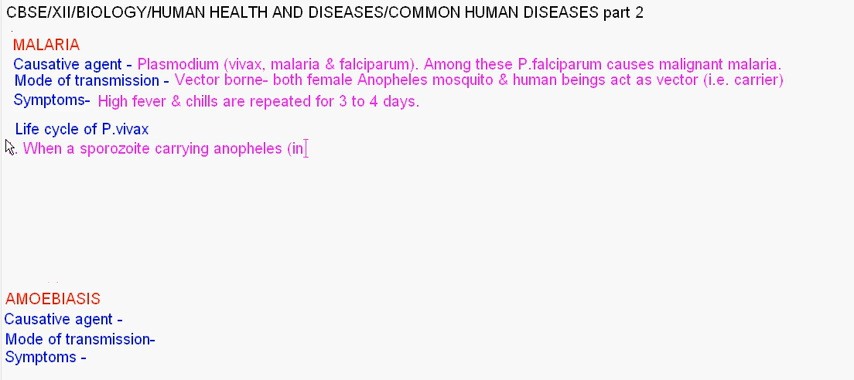 CBSE/XII/BIOLOGY/HUMAN HEALTH AND DISEASES/COMMON HUMAN DISEASES part 2
MALARIA
Causative agent - Plasmodium (vivax, malaria & falciparum). Among these P.falciparum causes malignant malaria.
Mode of transmission - Vector borne- both female Anopheles mosquito & human beings act as vector (i.e. carrier)
Symptoms- High fever & chills are repeated for 3 to 4 days.
Life cycle of P.vivax
. When a sporozoite carrying anopheles (in
AMOEBIASIS
Causative agent -
Mode of transmission-
Symptoms -